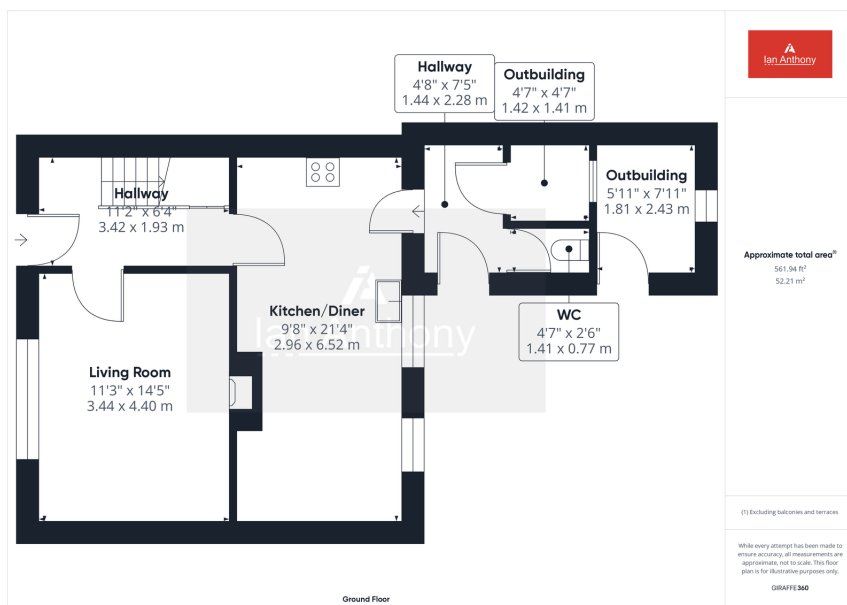 Hallway
4'8" x 7'5"
1.44 x 2.28 m
Outbuilding
4'7" x 4'7"
1.42 x 1.41 m
Hallway
11'2" x 6'4"
3.42 x 1.93 m
Outbuilding
5'11" x 7'11"
1.81 x 2.43 m
Kitchen/Diner
9'8" x 21'4"
2.96 x 6.52 m
WC
4'7" x 2'6"
1.41 x 0.77 m
Living Room
11'3" x 14'5"
3.44 x 4.40 m
Ian Anthony
Ground Floor
Ian Anthony
Approximate total area⁽¹⁾
561.94 ft²
52.21 m²
(1) Excluding balconies and terraces
While every attempt has been made to
ensure accuracy, all measurements are
approximate, not to scale. This floor
plan is for illustrative purposes only.
GIRAFFE360